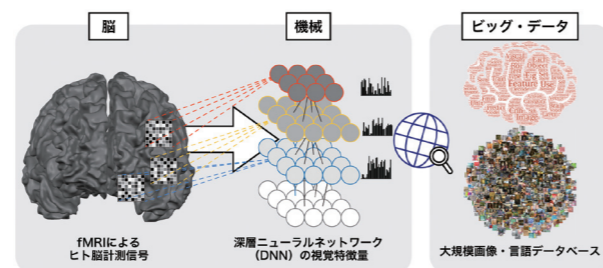 脳
機械
ビッグ・データ
fMRIによる
ヒト脳計測信号
深層ニューラルネットワーク
（DNN）の視覚特徴量
大規模画像・言語データベース
Feature